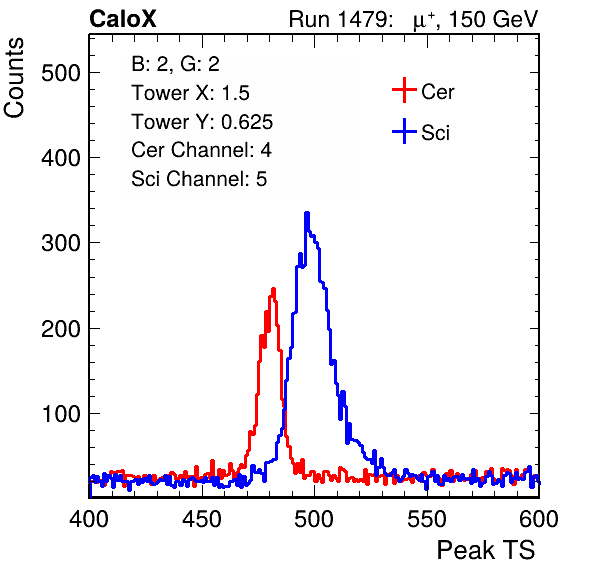 CaloX Run 1479: μ⁺, 150 GeV
Counts
B: 2, G: 2
Tower X: 1.5
Tower Y: 0.625
Cer Channel: 4
Sci Channel: 5
Cer
Sci
500
400
300
200
100
400 450 500 550 600
Peak TS